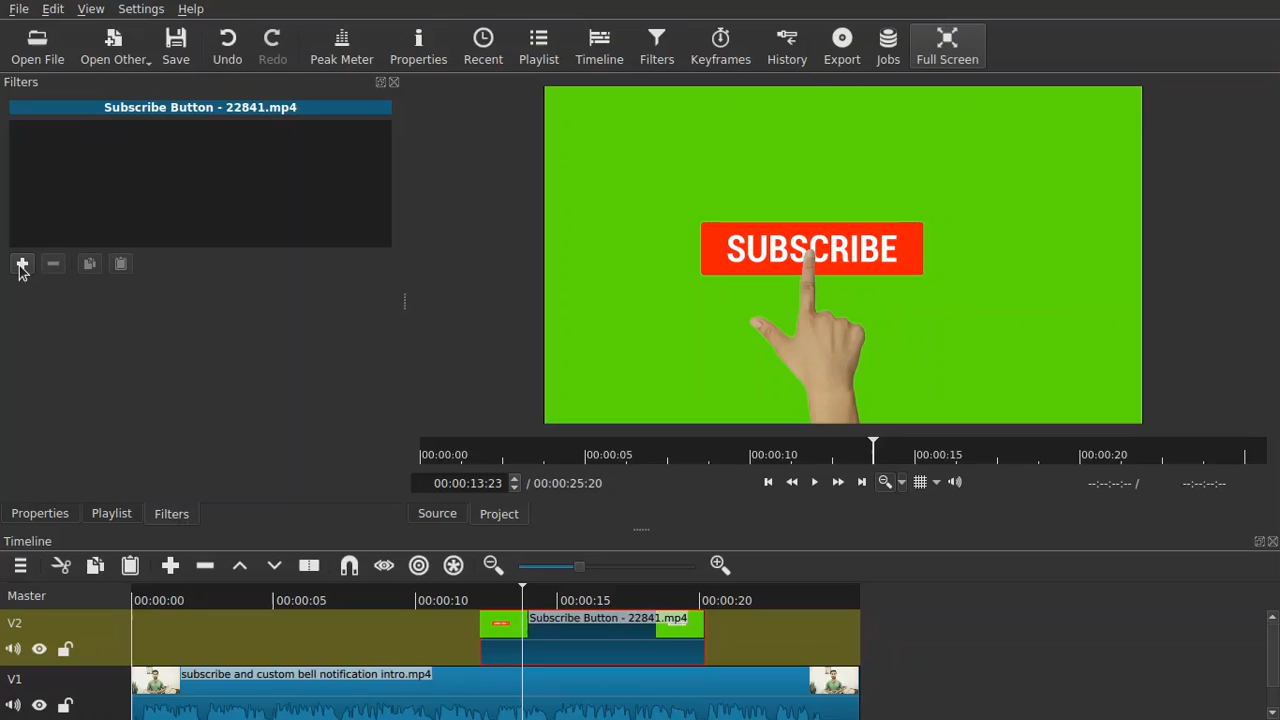 File Edit View Settings Help
Open File Open Other Save Undo Redo Peak Meter Properties Recent Playlist Timeline Filters Keyframes History Export Jobs Full Screen
Filters
Subscribe Button - 22841.mp4
SUBSCRIBE
00:00:00 00:00:05 00:00:10 00:00:15 00:00:20
00:00:13:23 / 00:00:25:20 --:--:--:-- / --:--:--:--
Properties Playlist Filters Source Project
Timeline
Master 00:00:00 00:00:05 00:00:10 00:00:15 00:00:20
V2 Subscribe Button - 22841.mp4
V1 subscribe and custom bell notification intro.mp4